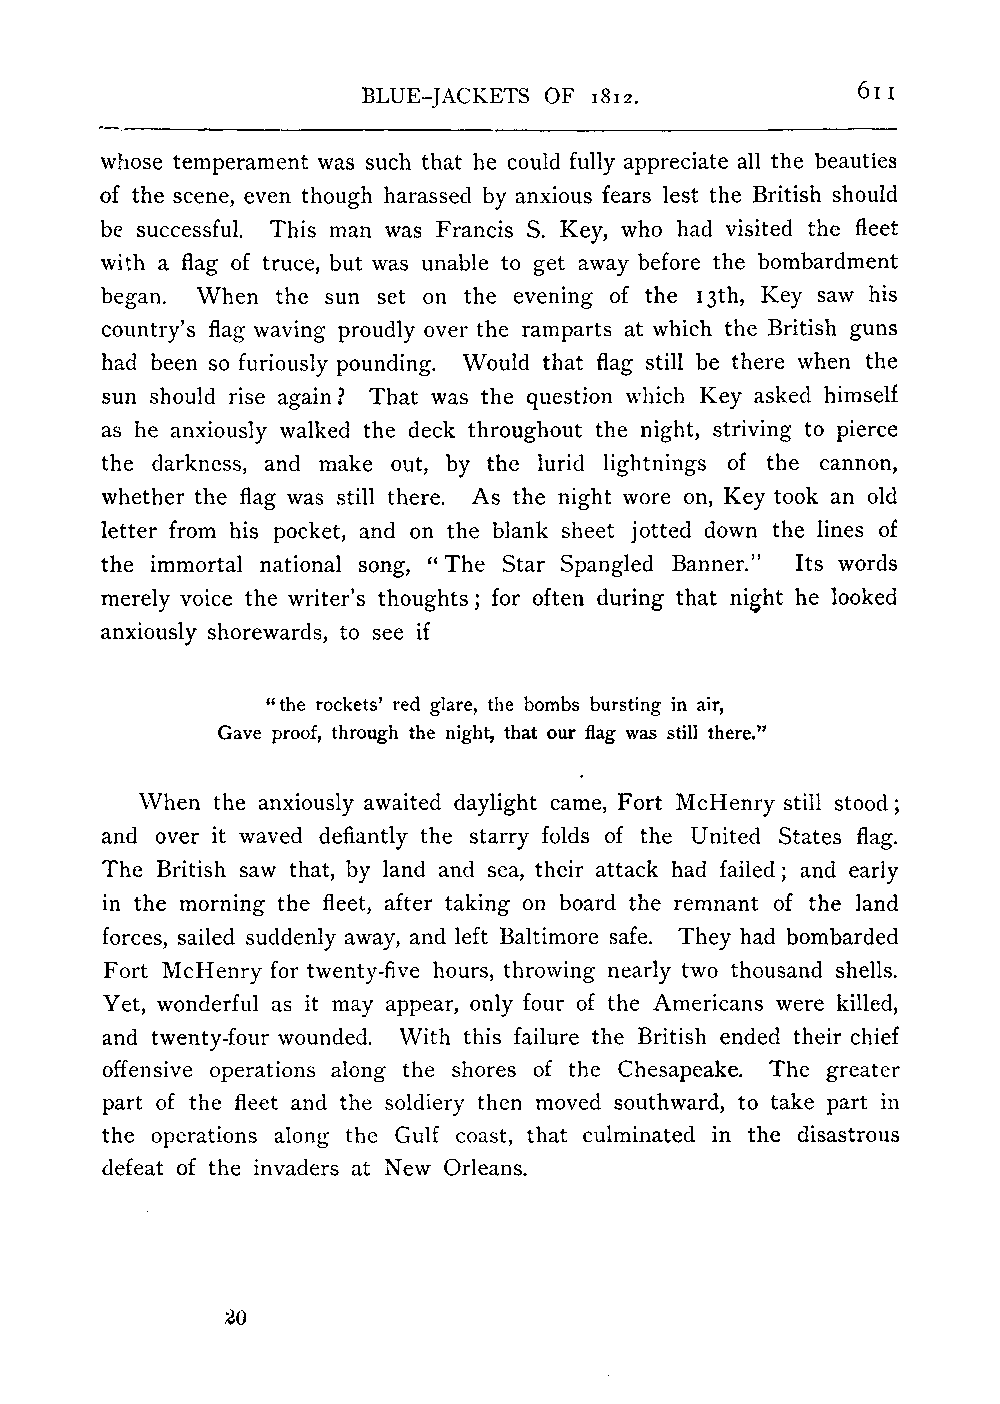 BLUE-JACKETS OF 1812. 611
whose temperament was such that he could fully appreciate all the beauties
of the scene, even though harassed by anxious fears lest the British should
be successful. This man was Francis S. Key, who had visited the fleet
with a flag of truce, but was unable to get away before the bombardment
began. When the sun set on the evening of the 13th, Key saw his
country's flag waving proudly over the ramparts at which the British guns
had been so furiously pounding. Would that flag still be there when the
sun should rise again? That was the question which Key asked himself
as he anxiously walked the deck throughout the night, striving to pierce
the darkness, and make out, by the lurid lightnings of the cannon,
whether the flag was still there. As the night wore on, Key took an old
letter from his pocket, and on the blank sheet jotted down the lines of
the immortal national song, “The Star Spangled Banner.” Its words
merely voice the writer's thoughts; for often during that night he looked
anxiously shorewards, to see if
“the rockets' red glare, the bombs bursting in air,
Gave proof, through the night, that our flag was still there.”
When the anxiously awaited daylight came, Fort McHenry still stood;
and over it waved defiantly the starry folds of the United States flag.
The British saw that, by land and sea, their attack had failed; and early
in the morning the fleet, after taking on board the remnant of the land
forces, sailed suddenly away, and left Baltimore safe. They had bombarded
Fort McHenry for twenty-five hours, throwing nearly two thousand shells.
Yet, wonderful as it may appear, only four of the Americans were killed,
and twenty-four wounded. With this failure the British ended their chief
offensive operations along the shores of the Chesapeake. The greater
part of the fleet and the soldiery then moved southward, to take part in
the operations along the Gulf coast, that culminated in the disastrous
defeat of the invaders at New Orleans.
20